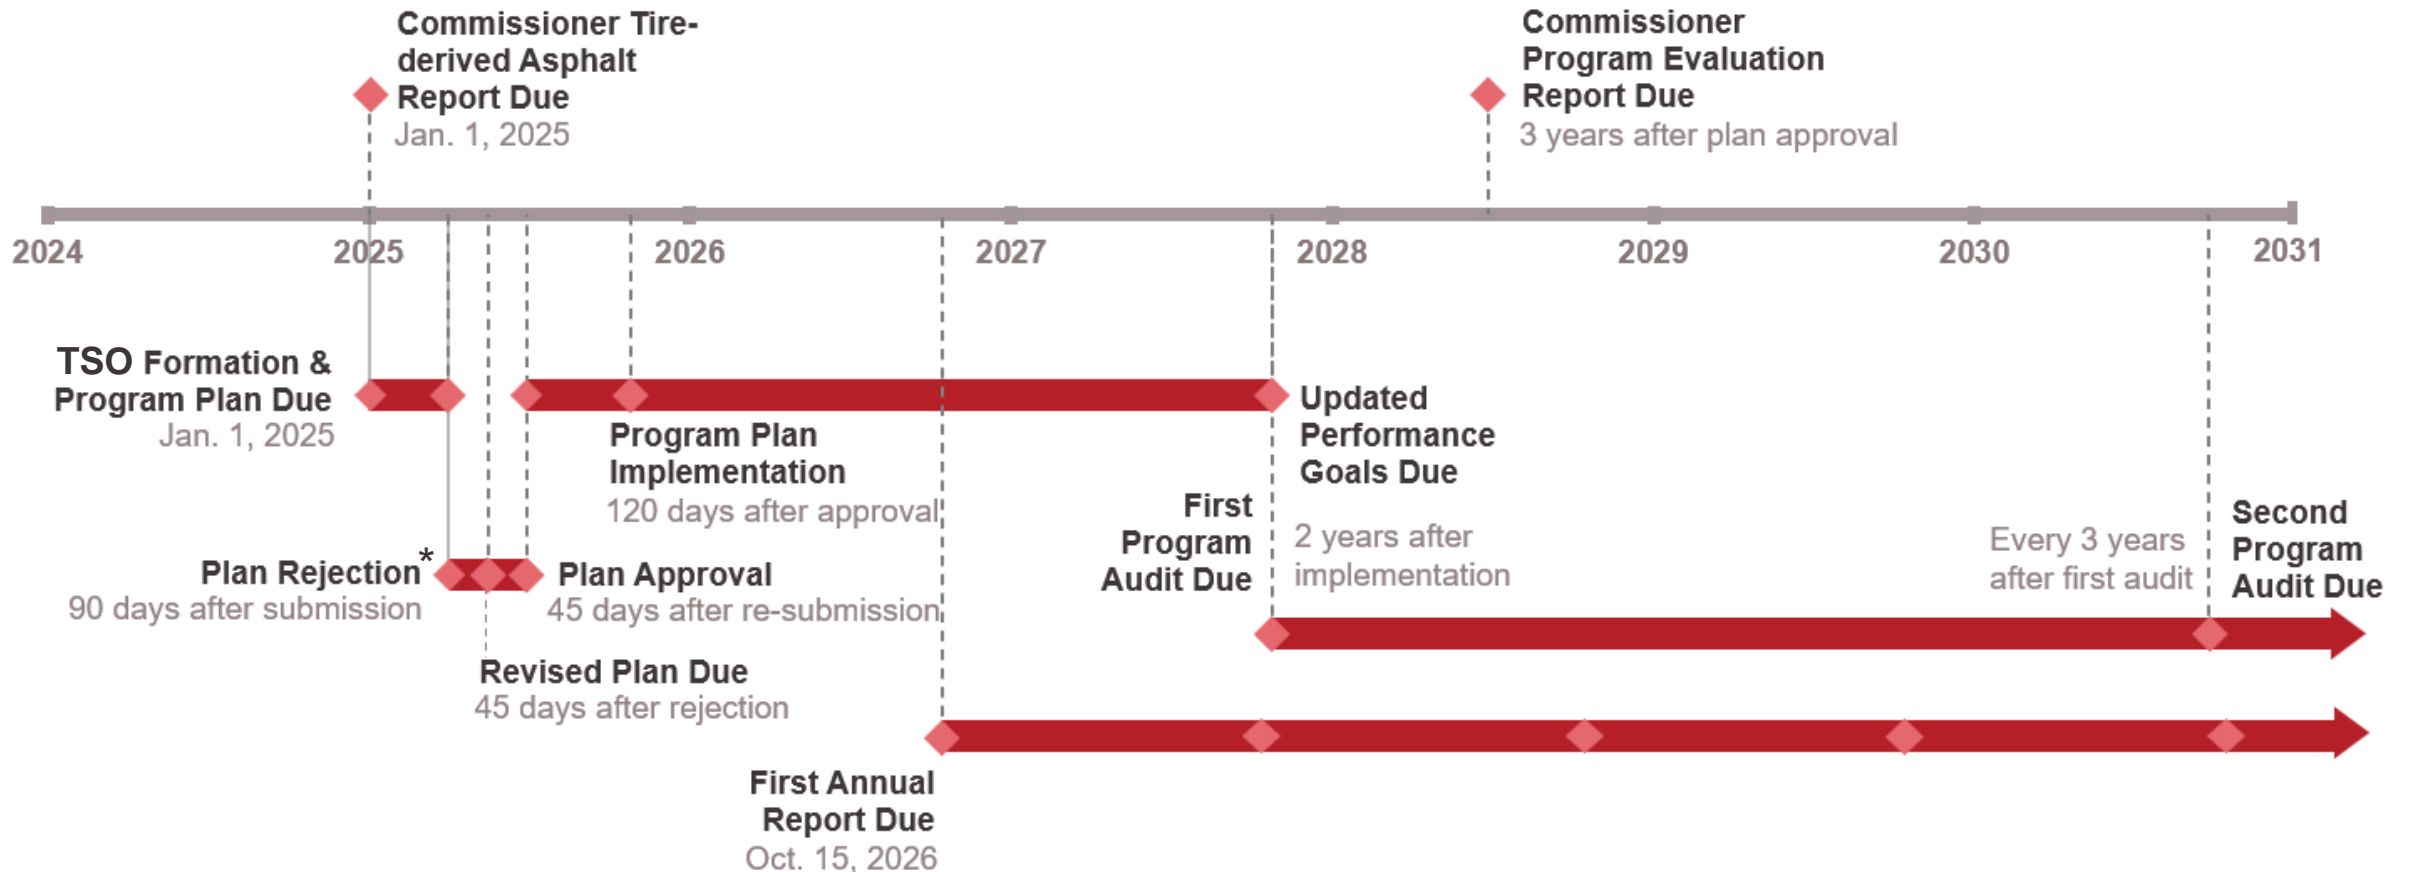 Commissioner Tire-
derived Asphalt
Report Due
Jan. 1, 2025
Commissioner
Program Evaluation
Report Due
3 years after plan approval
2024
2025
2026
2027
2028
2029
2030
2031
TSO Formation &
Program Plan Due
Jan. 1, 2025
Program Plan
Implementation
120 days after approval
Updated
Performance
Goals Due
2 years after
implementation
First
Program
Audit Due
Every 3 years
after first audit
Second
Program
Audit Due
Plan Rejection*
90 days after submission
Plan Approval
45 days after re-submission
Revised Plan Due
45 days after rejection
First Annual
Report Due
Oct. 15, 2026